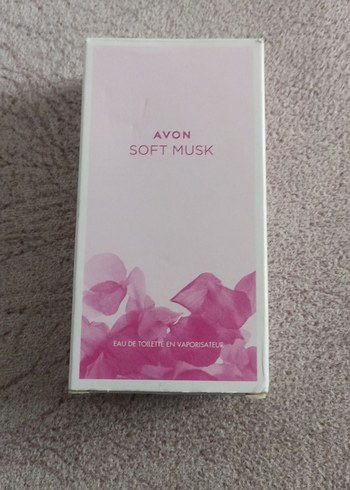 AVON
SOFT MUSK
EAU DE TOILETTE EN VAPORISATEUR